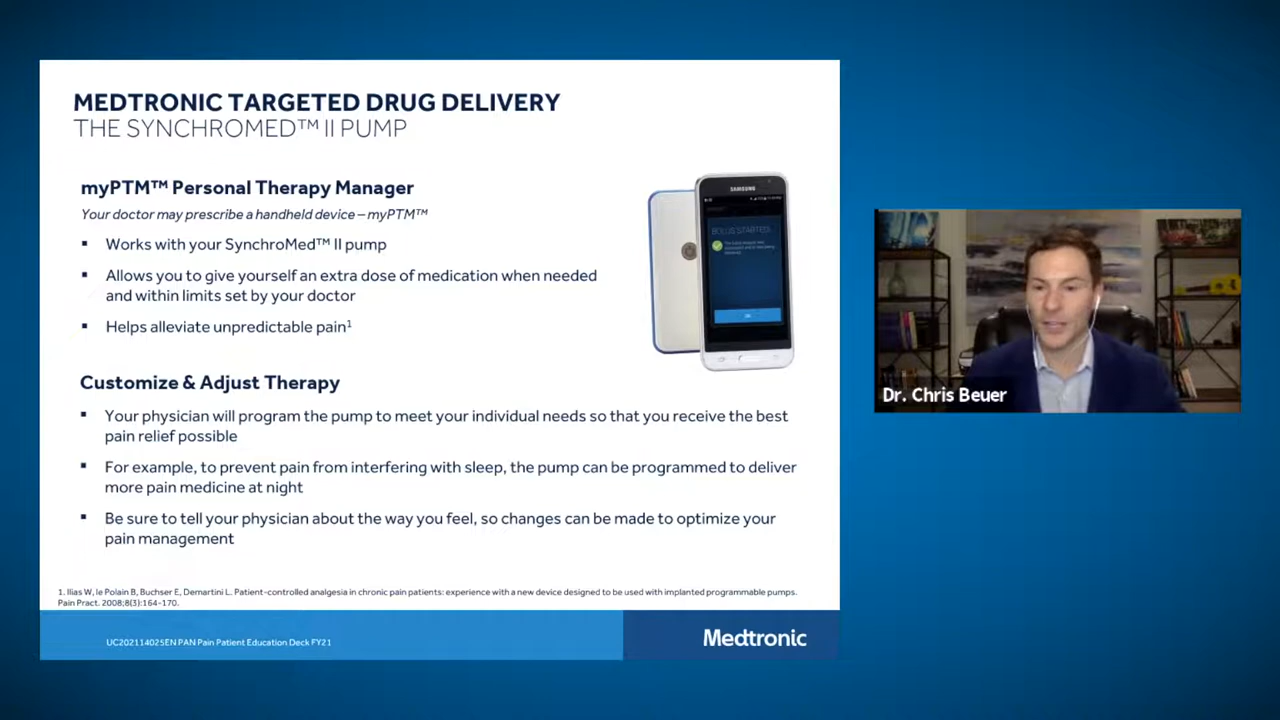 MEDTRONIC TARGETED DRUG DELIVERY
THE SYNCHROMED™ II PUMP
myPTM™ Personal Therapy Manager
Your doctor may prescribe a handheld device – myPTM™
▪ Works with your SynchroMed™ II pump
▪ Allows you to give yourself an extra dose of medication when needed
and within limits set by your doctor
▪ Helps alleviate unpredictable pain¹
SAMSUNG
BOLUS STARTED
OK
Customize & Adjust Therapy
▪ Your physician will program the pump to meet your individual needs so that you receive the best
pain relief possible
▪ For example, to prevent pain from interfering with sleep, the pump can be programmed to deliver
more pain medicine at night
▪ Be sure to tell your physician about the way you feel, so changes can be made to optimize your
pain management
1. Ilias W, le Polain B, Buchser E, Demartini L. Patient-controlled analgesia in chronic pain patients: experience with a new device designed to be used with implanted programmable pumps.
Pain Pract. 2008;8(3):164-170.
UC202114025EN PAN Pain Patient Education Deck FY21
Medtronic
Dr. Chris Beuer